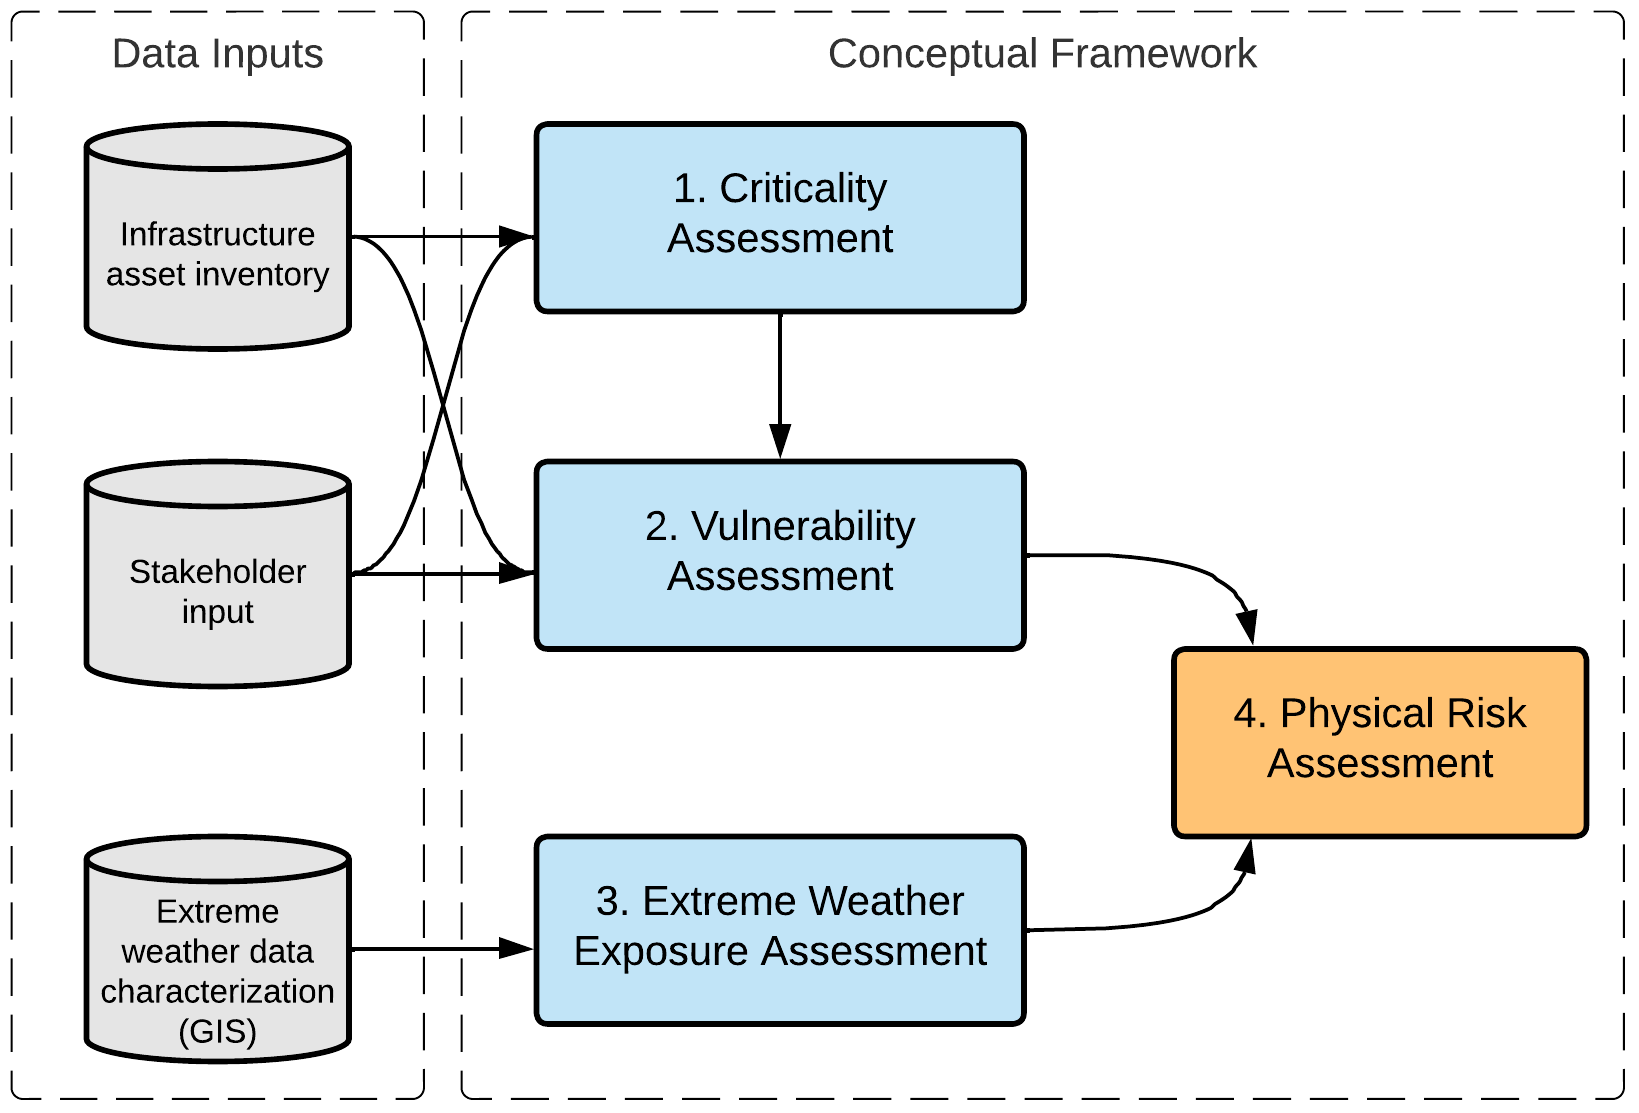 Data Inputs
Conceptual Framework
Infrastructure
asset inventory
1. Criticality
Assessment
Stakeholder
input
2. Vulnerability
Assessment
4. Physical Risk
Assessment
Extreme
weather data
characterization
(GIS)
3. Extreme Weather
Exposure Assessment